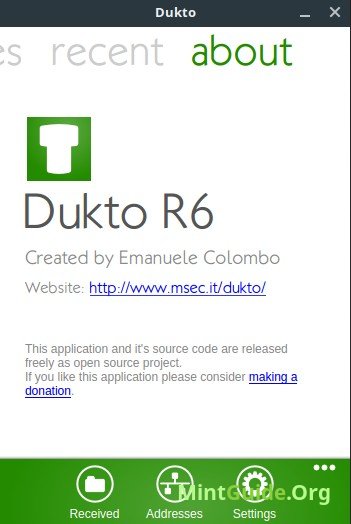 Dukto
es recent about
Dukto R6
Created by Emanuele Colombo
Website: http://www.msec.it/dukto/
This application and it's source code are released
freely as open source project.
If you like this application please consider making a
donation.
MintGuide.Org
Received Addresses Settings